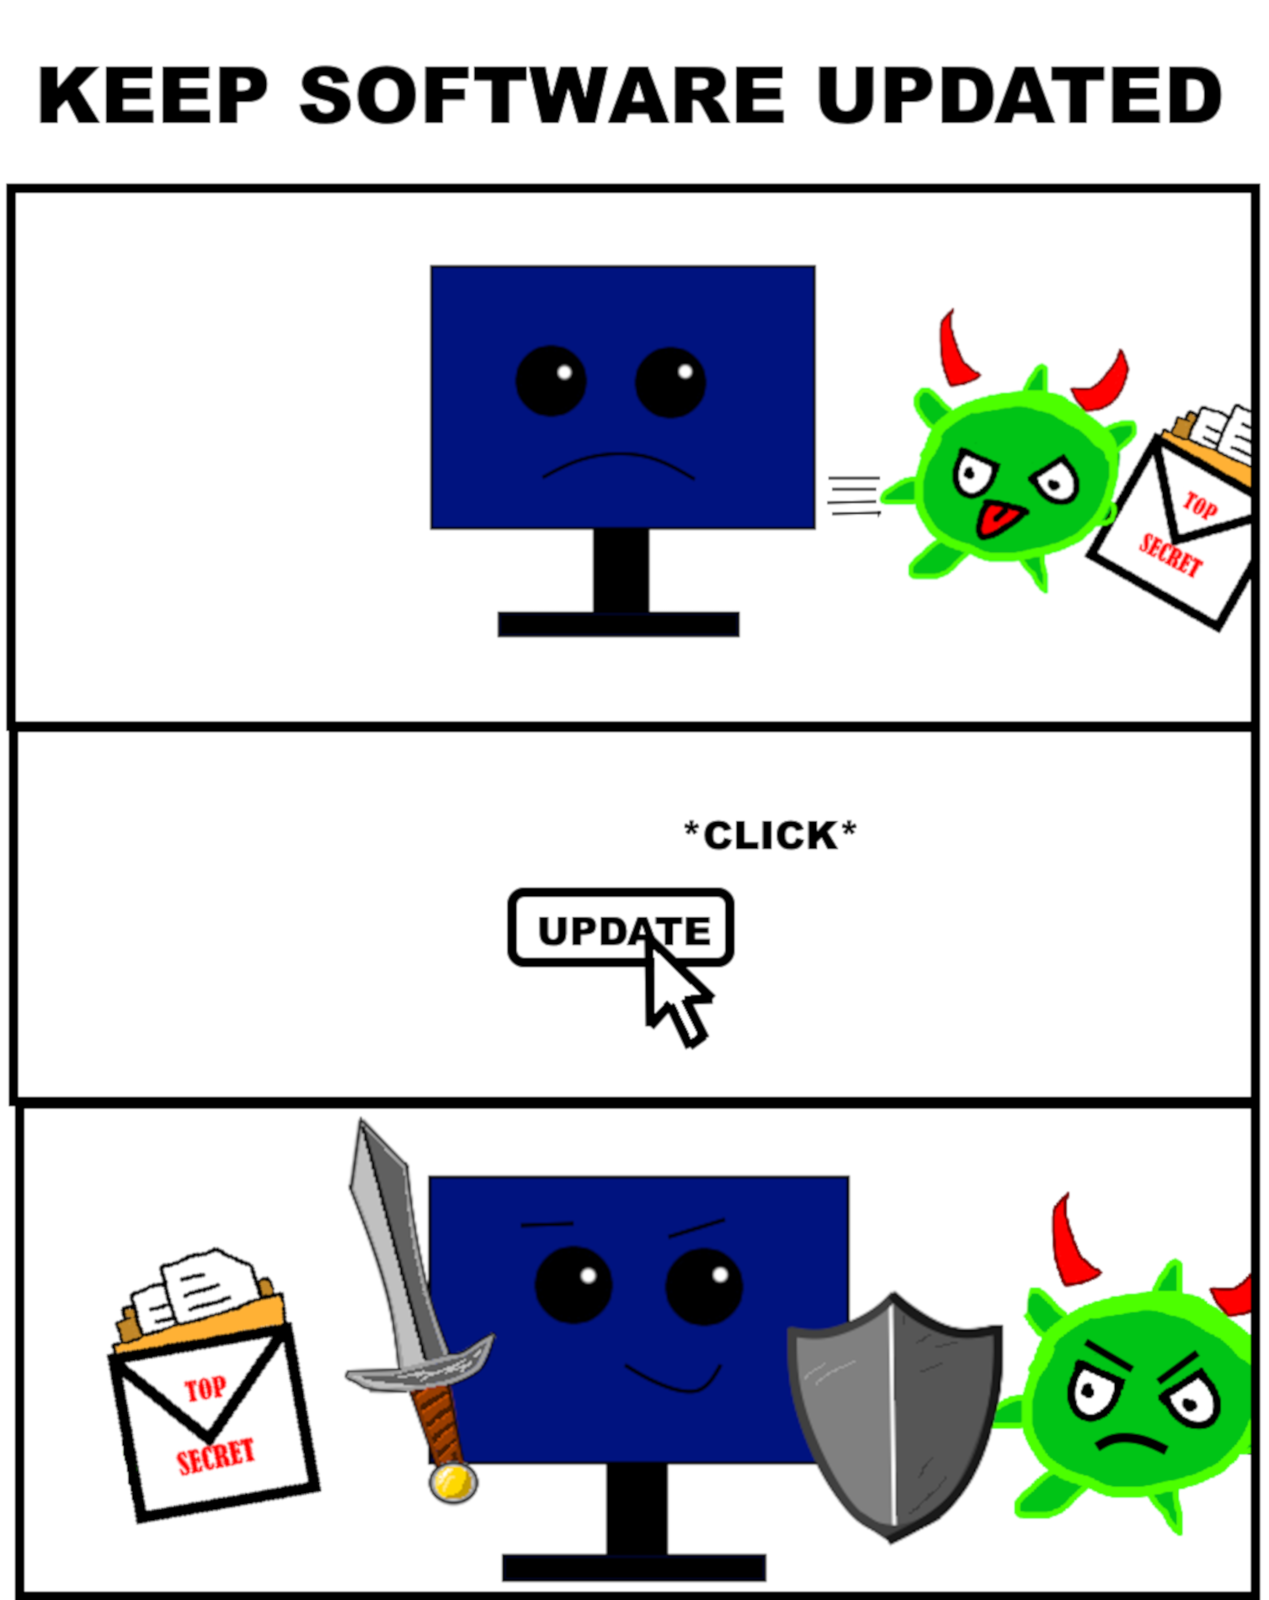 KEEP SOFTWARE UPDATED
TOP
SECRET
*CLICK*
UPDATE
TOP
SECRET